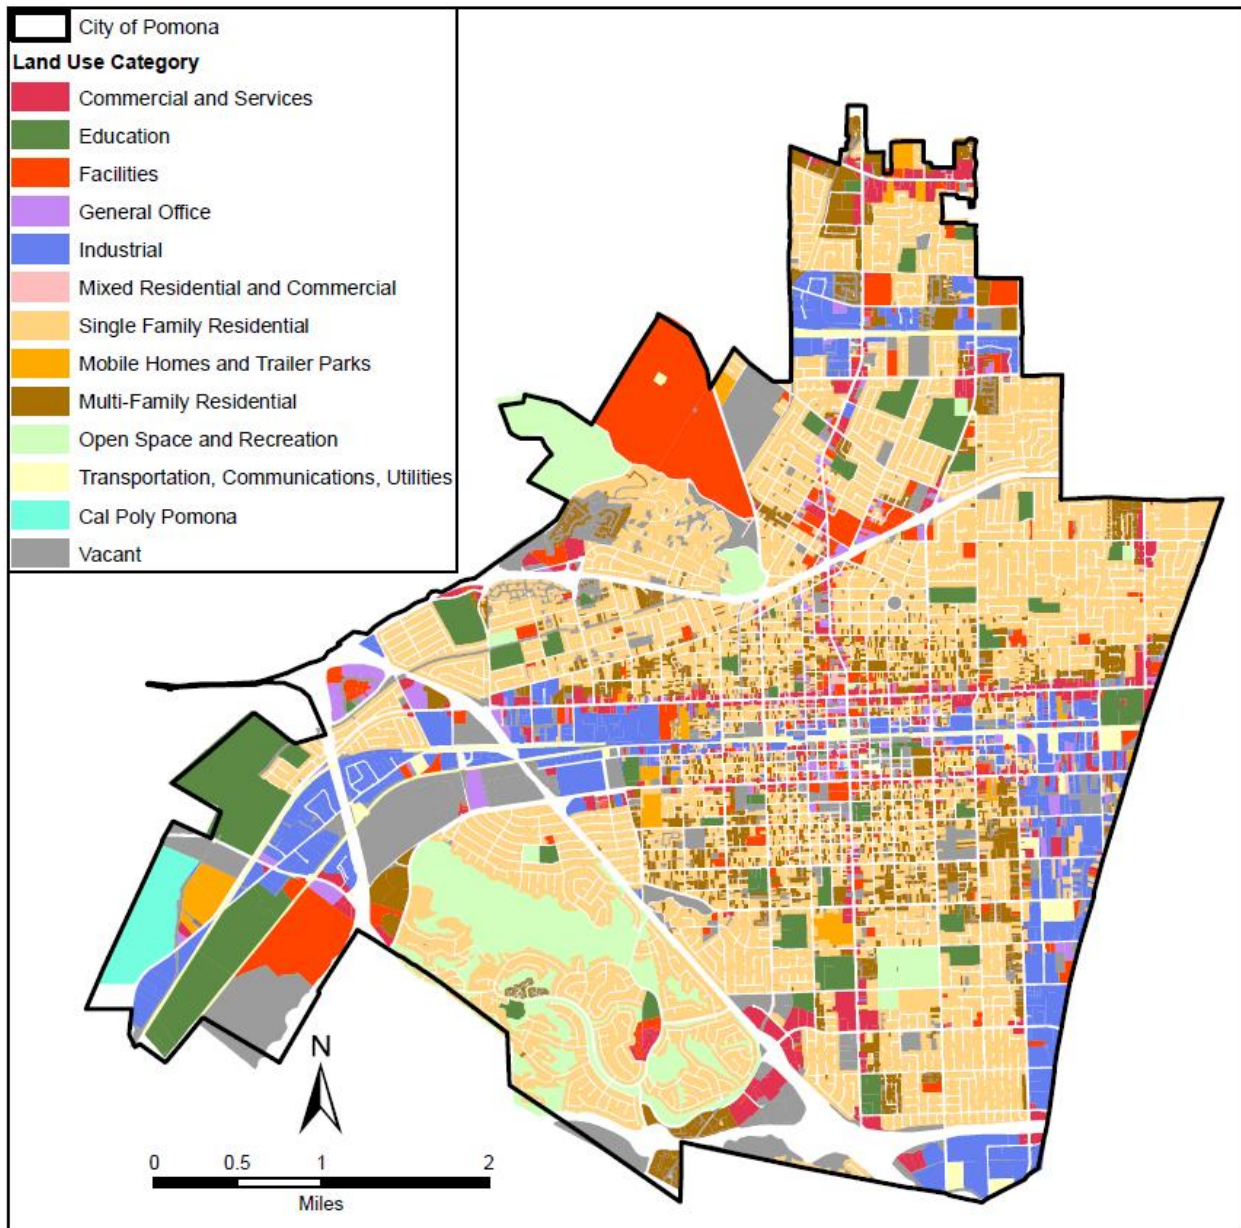 City of Pomona
Land Use Category
Commercial and Services
Education
Facilities
General Office
Industrial
Mixed Residential and Commercial
Single Family Residential
Mobile Homes and Trailer Parks
Multi-Family Residential
Open Space and Recreation
Transportation, Communications, Utilities
Cal Poly Pomona
Vacant
N
0 0.5 1 2
Miles